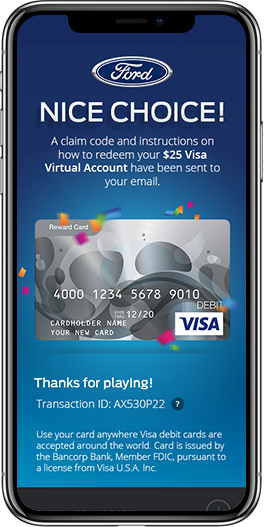 Ford
NICE CHOICE!
A claim code and instructions on
how to redeem your $25 Visa
Virtual Account have been sent to
your email.
Reward Card
4000 1234 5678 9010
DEBIT
GOOD THRU 12/20
VISA
CARDHOLDER NAME
YOUR NEW CARD
Thanks for playing!
Transaction ID: AX530P22 ?
Use your card anywhere Visa debit cards are
accepted around the world. Card is issued by
the Bancorp Bank, Member FDIC, pursuant to
a license from Visa U.S.A. Inc.